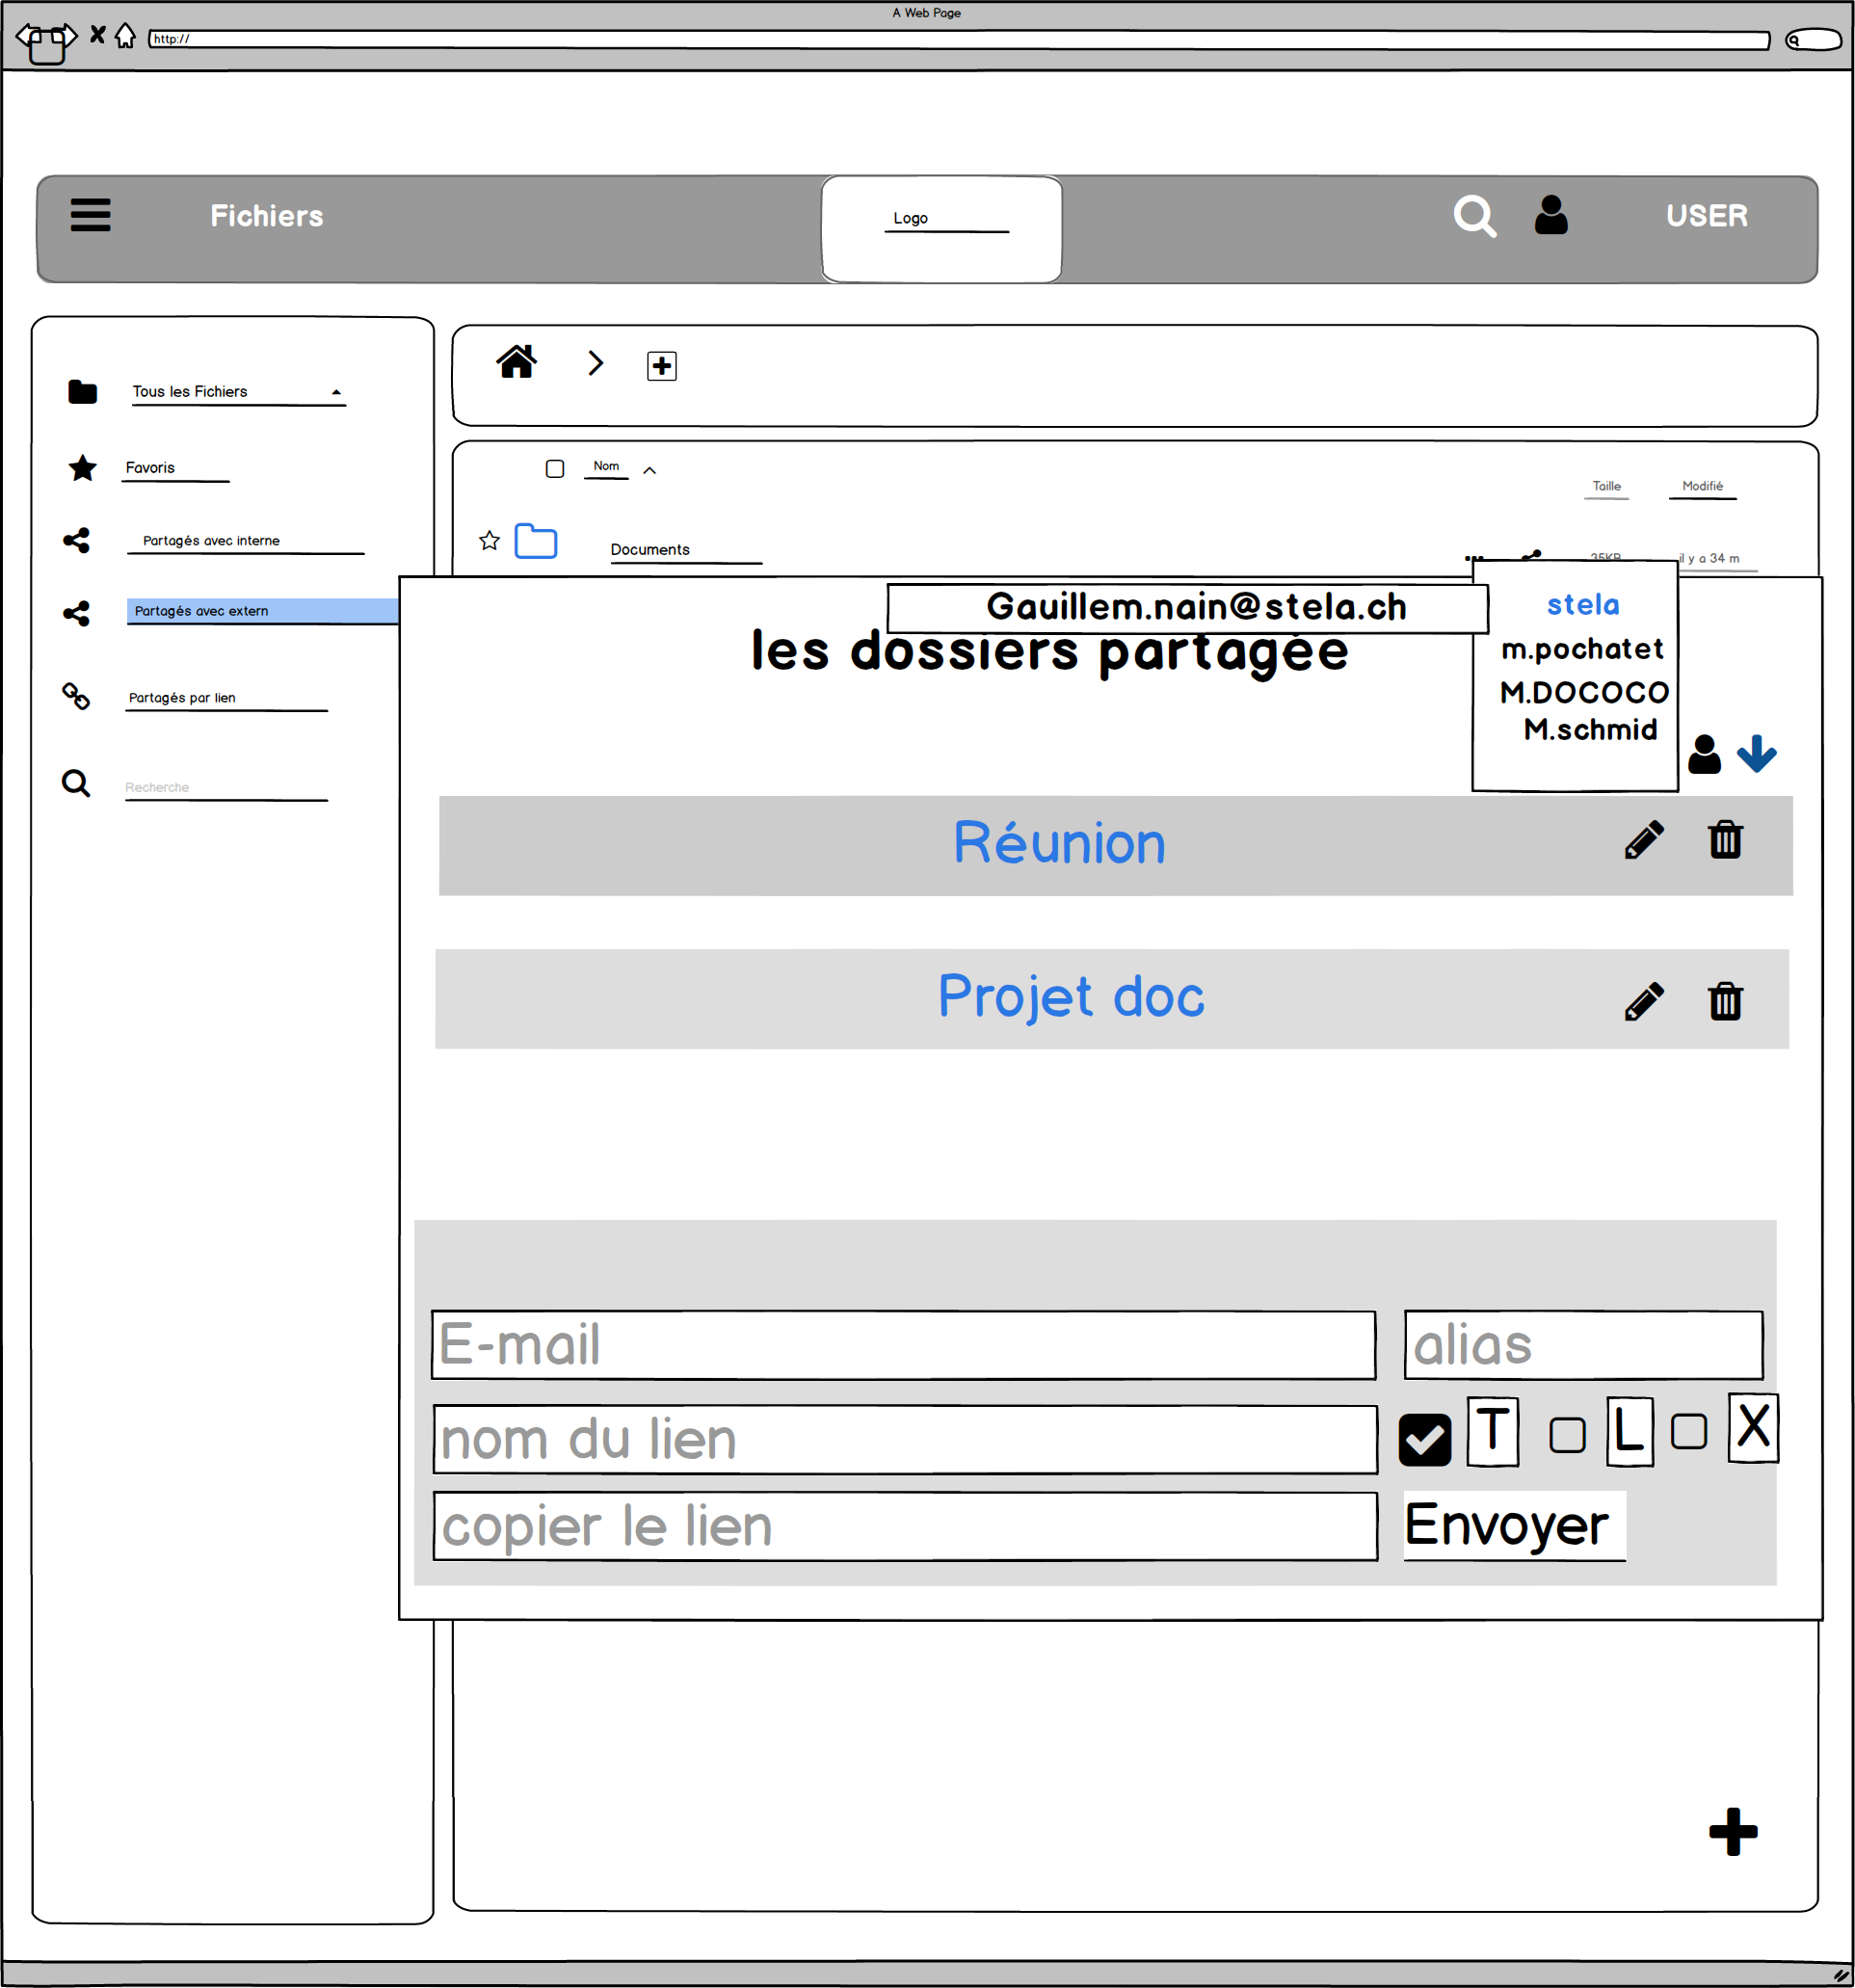 A Web Page
http://
Fichiers
Logo
USER
Tous les Fichiers
Favoris
Partagés avec interne
Partagés avec extern
Partagés par lien
Recherche
Nom
Taille
Modifié
Documents
35KB
il y a 34 m
Gauillem.nain@stela.ch
les dossiers partagée
stela
m.pochatet
M.DOCOCO
M.schmid
Réunion
Projet doc
E-mail
alias
nom du lien
T
L
X
copier le lien
Envoyer